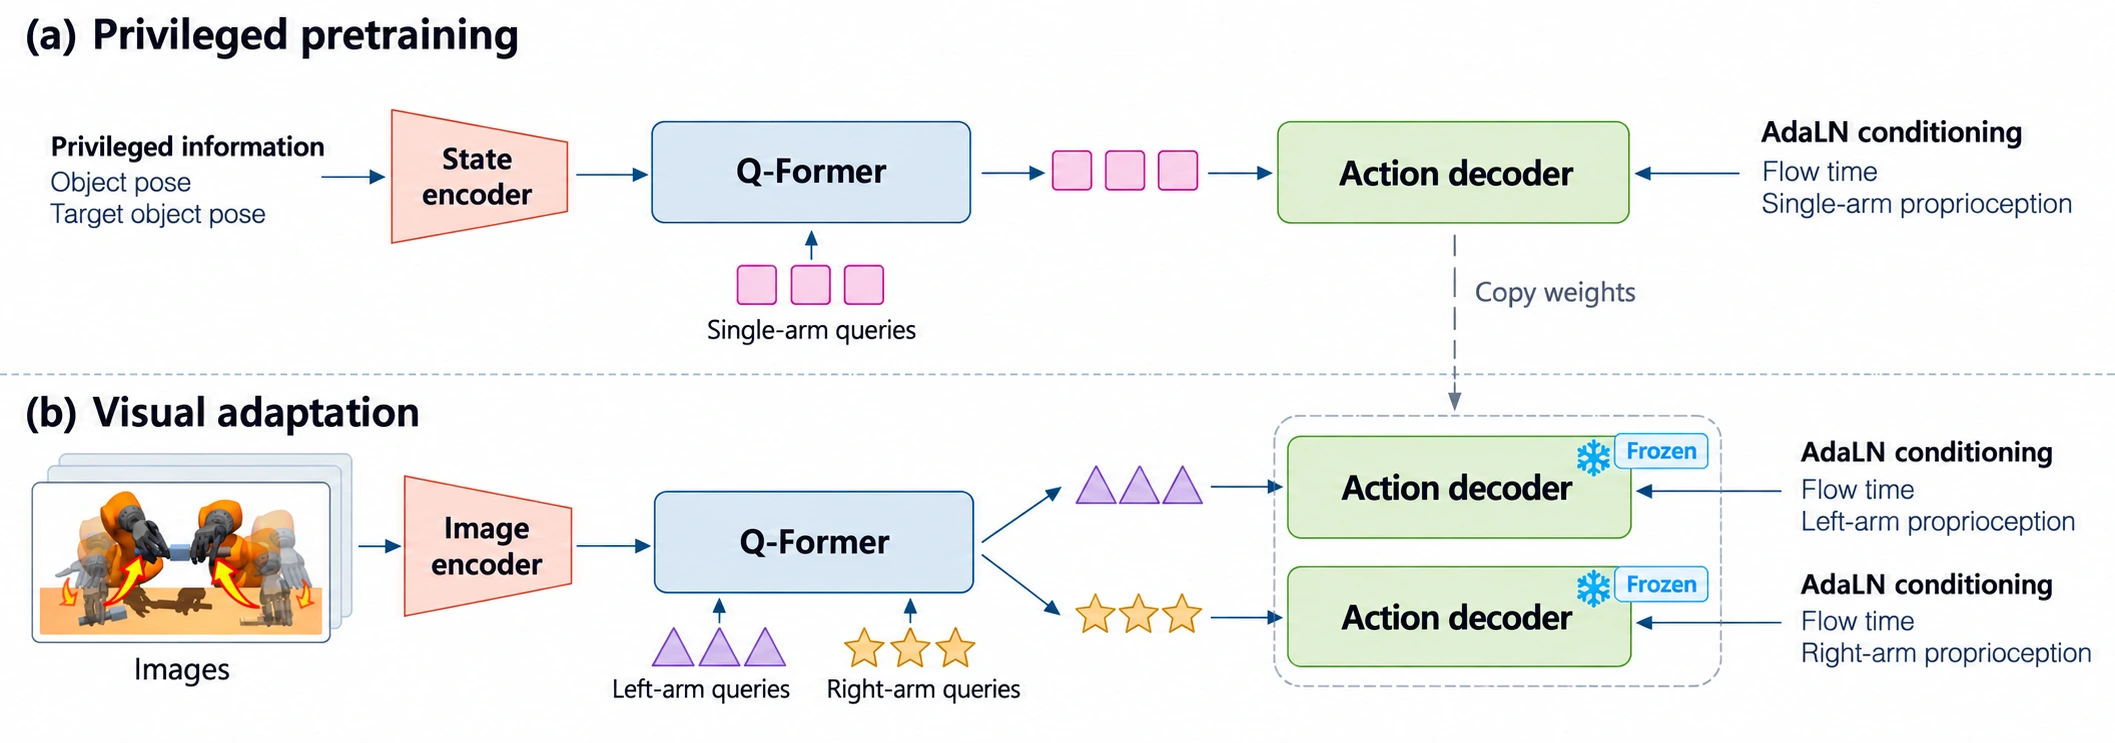 (a) Privileged pretraining
Privileged information
Object pose
Target object pose
State
encoder
Q-Former
Single-arm queries
Action decoder
AdaLN conditioning
Flow time
Single-arm proprioception
Copy weights
(b) Visual adaptation
Images
Image
encoder
Q-Former
Left-arm queries
Right-arm queries
Action decoder
Frozen
AdaLN conditioning
Flow time
Left-arm proprioception
Action decoder
Frozen
AdaLN conditioning
Flow time
Right-arm proprioception